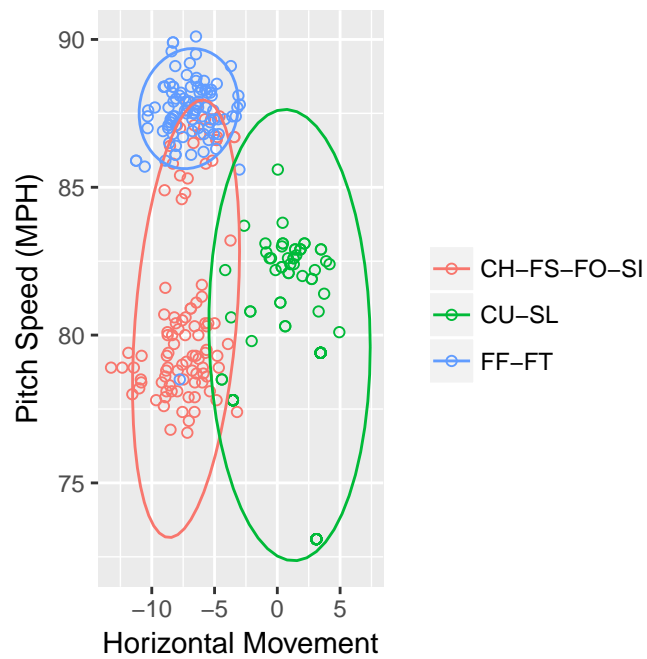 90
85
80
75
Pitch Speed (MPH)
−10
−5
0
5
Horizontal Movement
CH−FS−FO−SI
CU−SL
FF−FT